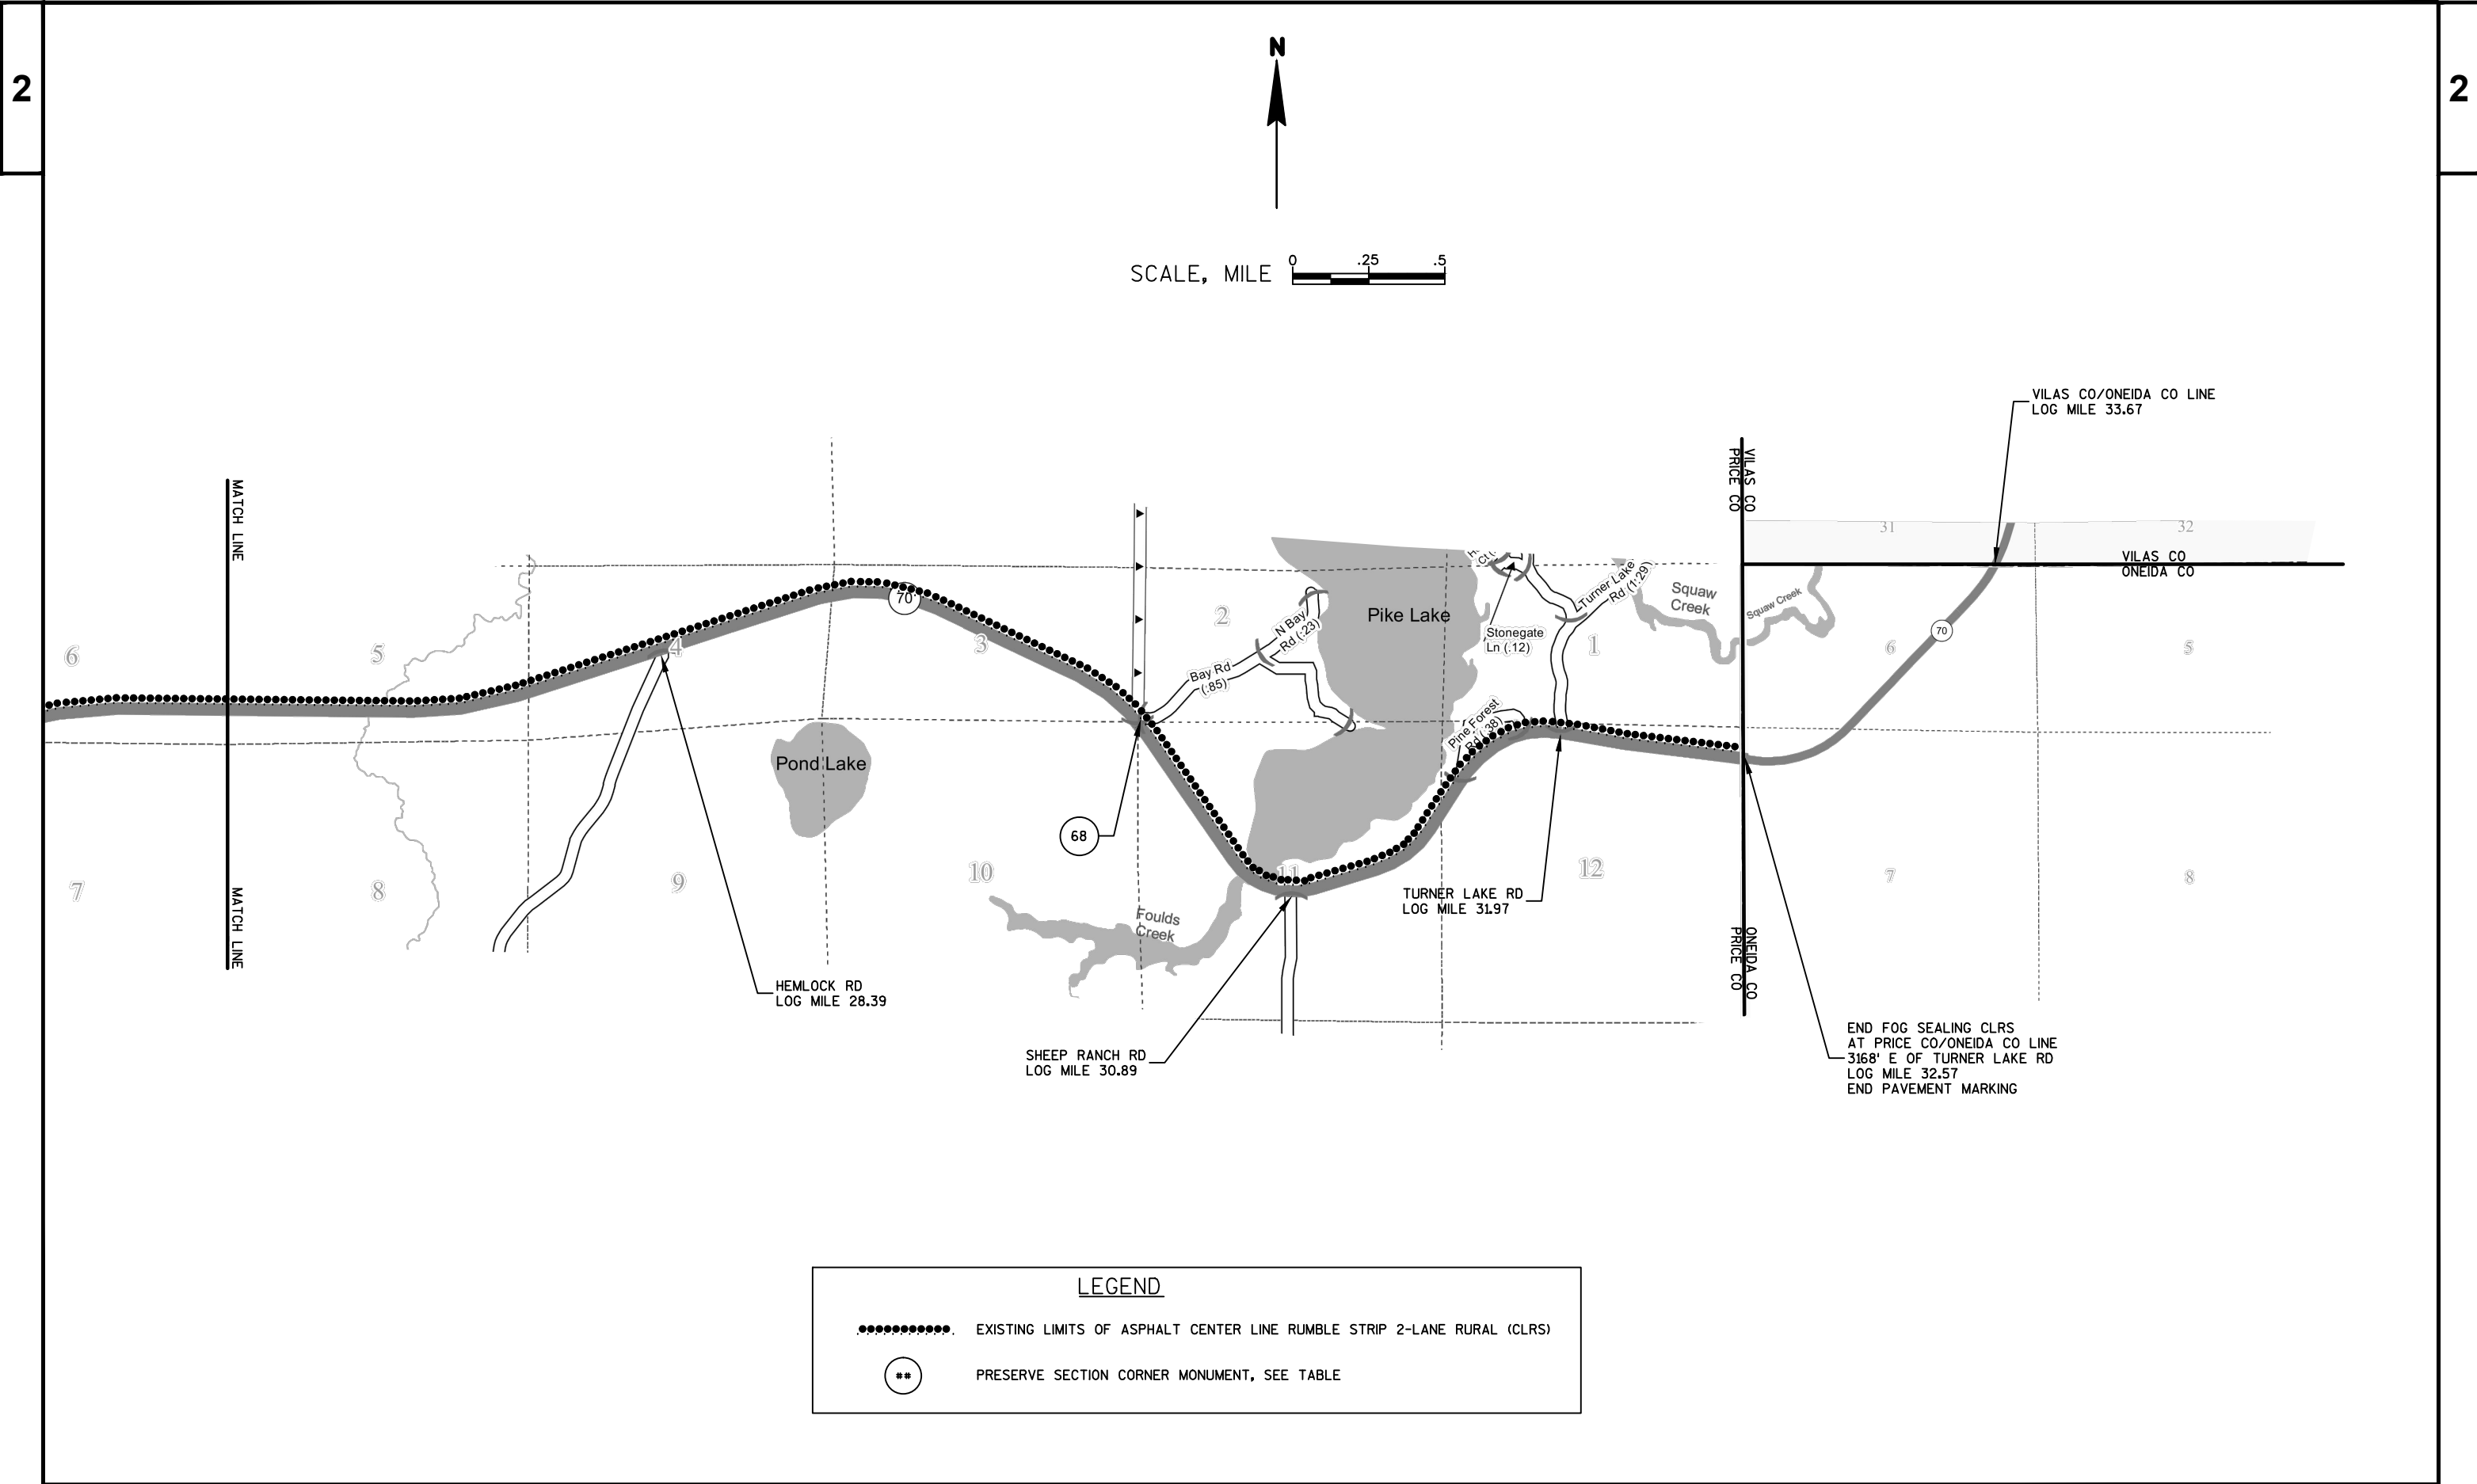 2
2
N
SCALE, MILE
0 .25 .5
VILAS CO/ONEIDA CO LINE
LOG MILE 33.67
MATCH LINE
VILAS CO
PRICE CO
31
32
VILAS CO
ONEIDA CO
Turner Lake
Rd (1.29)
Squaw
Creek
Squaw Creek
70
2
N Bay
Rd (.23)
Pike Lake
Stonegate
Ln (.12)
1
70
6
5
6
5
4
3
Bay Rd
(.85)
Pine Forest
Rd (.38)
Pond Lake
68
7
8
9
10
11
12
7
8
MATCH LINE
TURNER LAKE RD
LOG MILE 31.97
Foulds
Creek
ONEIDA CO
PRICE CO
HEMLOCK RD
LOG MILE 28.39
SHEEP RANCH RD
LOG MILE 30.89
END FOG SEALING CLRS
AT PRICE CO/ONEIDA CO LINE
3168' E OF TURNER LAKE RD
LOG MILE 32.57
END PAVEMENT MARKING
LEGEND
EXISTING LIMITS OF ASPHALT CENTER LINE RUMBLE STRIP 2-LANE RURAL (CLRS)
## PRESERVE SECTION CORNER MONUMENT, SEE TABLE